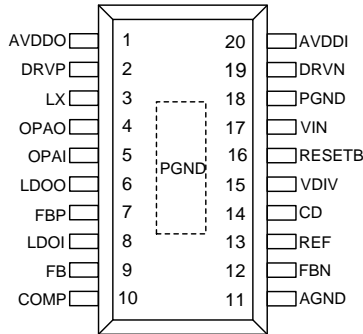 AVDDO 1 20 AVDDI
DRVP 2 19 DRVN
LX 3 18 PGND
OPAO 4 17 VIN
OPAI 5 16 RESETB
PGND
LDOO 6 15 VDIV
FBP 7 14 CD
LDOI 8 13 REF
FB 9 12 FBN
COMP 10 11 AGND